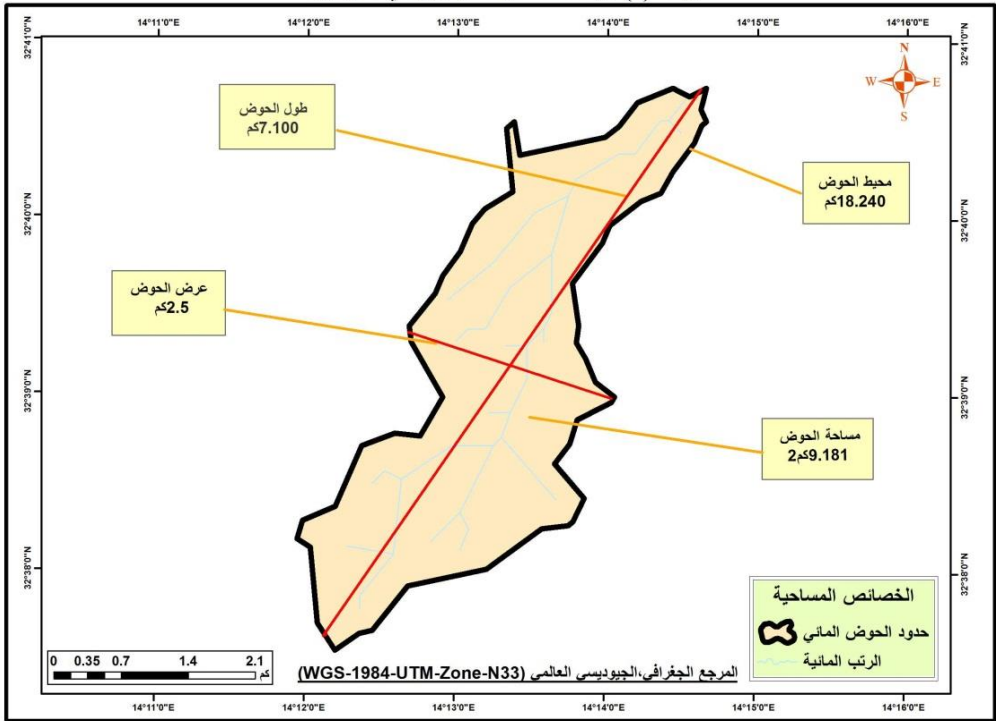 14°11'0"E 14°12'0"E 14°13'0"E 14°14'0"E 14°15'0"E 14°16'0"E
32°41'0"N
32°41'0"N
N
W E
S
طول الحوض
7.100كم
محيط الحوض
18.240كم
32°40'0"N
32°40'0"N
عرض الحوض
2.5كم
32°39'0"N
32°39'0"N
مساحة الحوض
9.181كم2
32°38'0"N
32°38'0"N
الخصائص المساحية
حدود الحوض المائي
الرتب المائية
0 0.35 0.7 1.4 2.1
كم
المرجع الجغرافي،الجيوديسي العالمي (WGS-1984-UTM-Zone-N33)
14°11'0"E 14°12'0"E 14°13'0"E 14°14'0"E 14°15'0"E 14°16'0"E